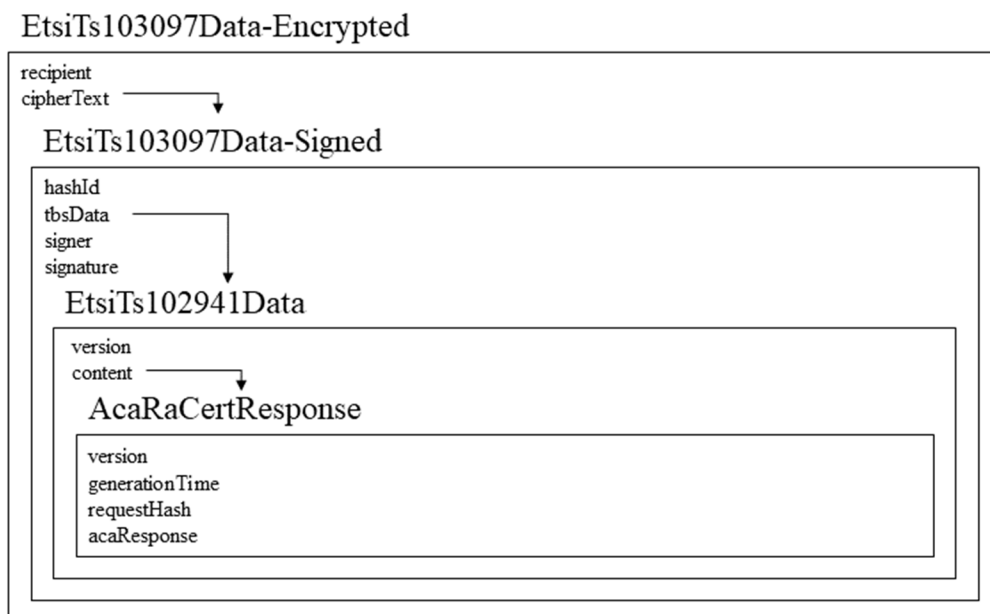 EtsiTs103097Data-Encrypted
recipient
cipherText
EtsiTs103097Data-Signed
hashId
tbsData
signer
signature
EtsiTs102941Data
version
content
AcaRaCertResponse
version
generationTime
requestHash
acaResponse